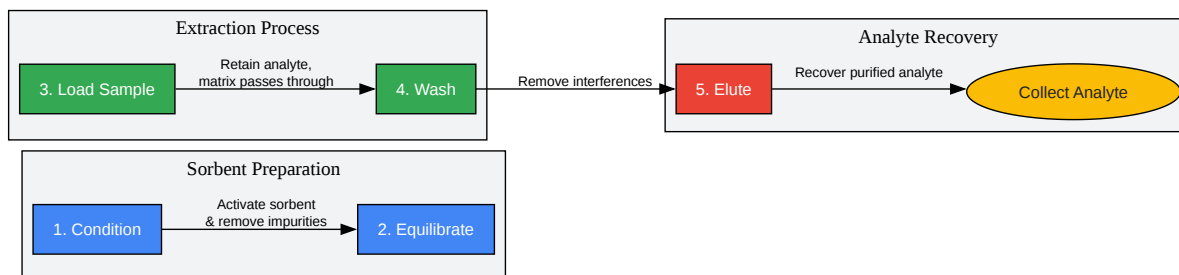 Extraction Process
3. Load Sample
Retain analyte,
matrix passes through
4. Wash
Remove interferences
Analyte Recovery
5. Elute
Recover purified analyte
Collect Analyte
Sorbent Preparation
1. Condition
Activate sorbent
& remove impurities
2. Equilibrate